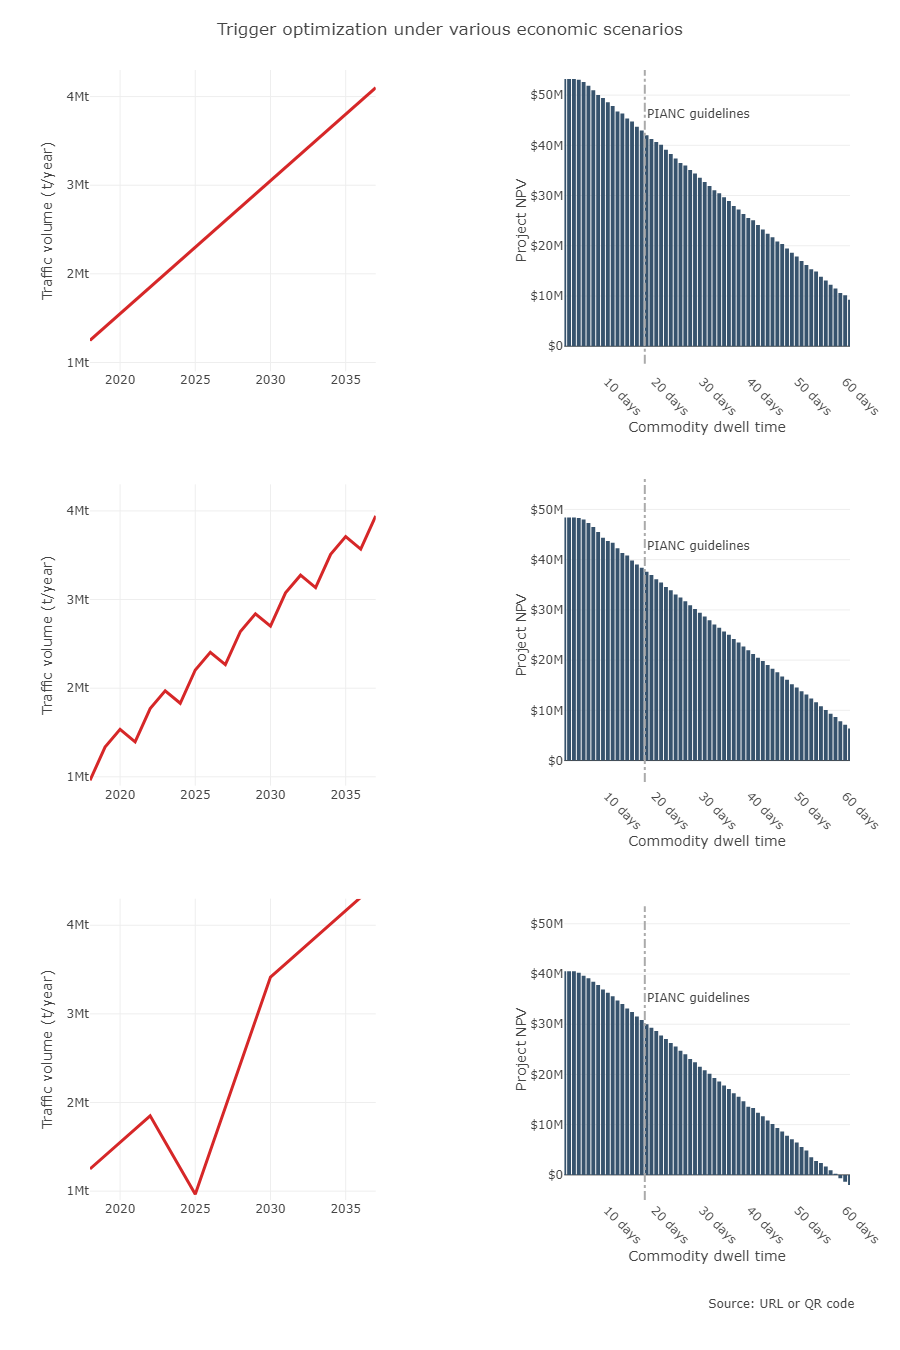 Trigger optimization under various economic scenarios
Traffic volume (t/year)
4Mt
3Mt
2Mt
1Mt
2020
2025
2030
2035
Project NPV
$50M
$40M
$30M
$20M
$10M
$0
PIANC guidelines
10 days
20 days
30 days
40 days
50 days
60 days
Commodity dwell time
Traffic volume (t/year)
4Mt
3Mt
2Mt
1Mt
2020
2025
2030
2035
Project NPV
$50M
$40M
$30M
$20M
$10M
$0
PIANC guidelines
10 days
20 days
30 days
40 days
50 days
60 days
Commodity dwell time
Traffic volume (t/year)
4Mt
3Mt
2Mt
1Mt
2020
2025
2030
2035
Project NPV
$50M
$40M
$30M
$20M
$10M
$0
PIANC guidelines
10 days
20 days
30 days
40 days
50 days
60 days
Commodity dwell time
Source: URL or QR code